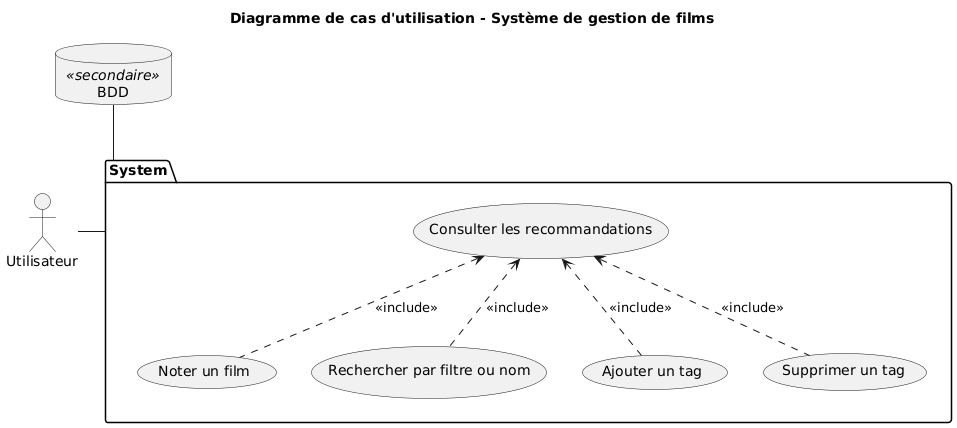 Diagramme de cas d'utilisation - Système de gestion de films
«secondaire»
BDD
System
Utilisateur
Consulter les recommandations
«include»
«include»
«include»
«include»
Noter un film
Rechercher par filtre ou nom
Ajouter un tag
Supprimer un tag